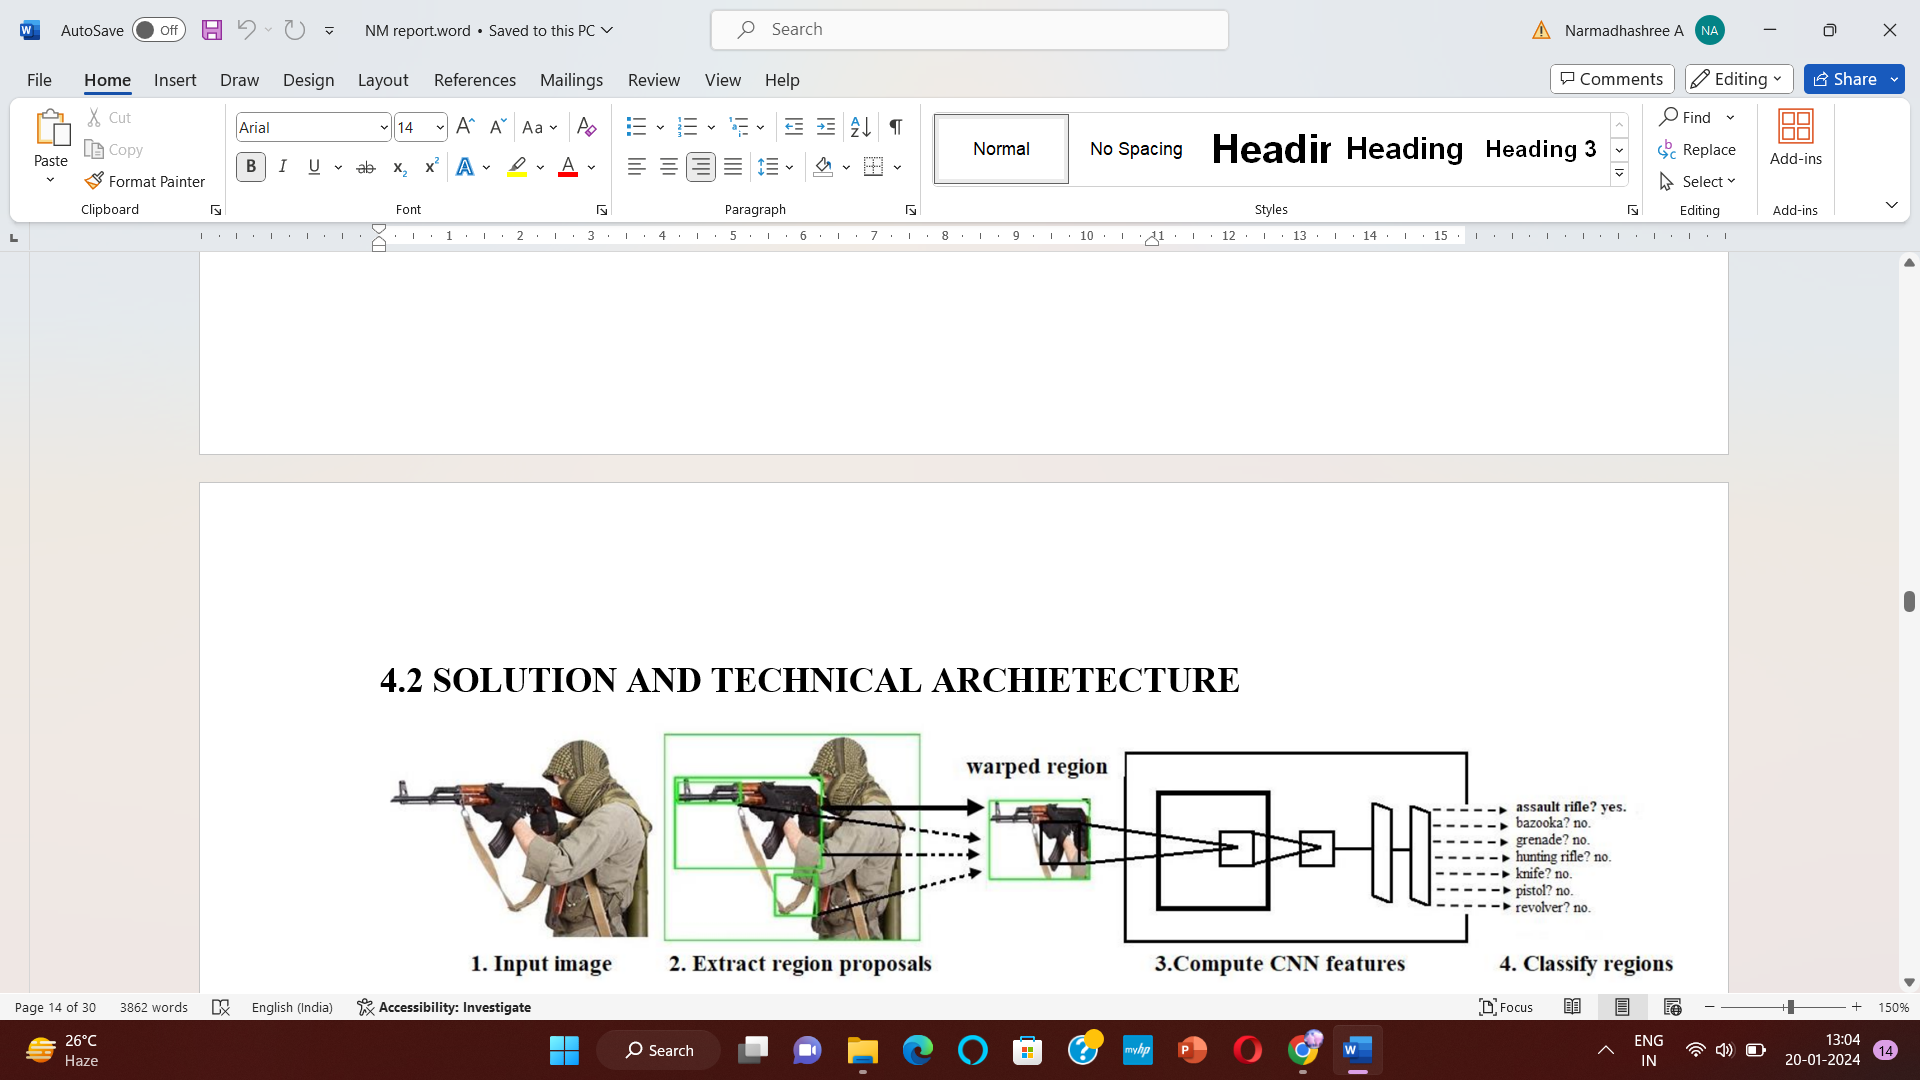 AutoSave Off NM report.word • Saved to this PC Search Narmadhashree A NA
File Home Insert Draw Design Layout References Mailings Review View Help Comments Editing Share
Paste Cut Copy Format Painter Clipboard
Arial 14 Aa B I U ab x2 x2 A A Font
Paragraph
Normal No Spacing Headir Heading Heading 3 Styles
Find Replace Select Editing
Add-ins Add-ins
1 2 3 4 5 6 7 8 9 10 11 12 13 14 15
4.2 SOLUTION AND TECHNICAL ARCHIETECTURE
warped region
assault rifle? yes.
bazooka? no.
grenade? no.
hunting rifle? no.
knife? no.
pistol? no.
revolver? no.
1. Input image 2. Extract region proposals 3.Compute CNN features 4. Classify regions
Page 14 of 30 3862 words English (India) Accessibility: Investigate Focus 150%
26°C
Haze
Search
myhp
ENG
IN
13:04
20-01-2024
14